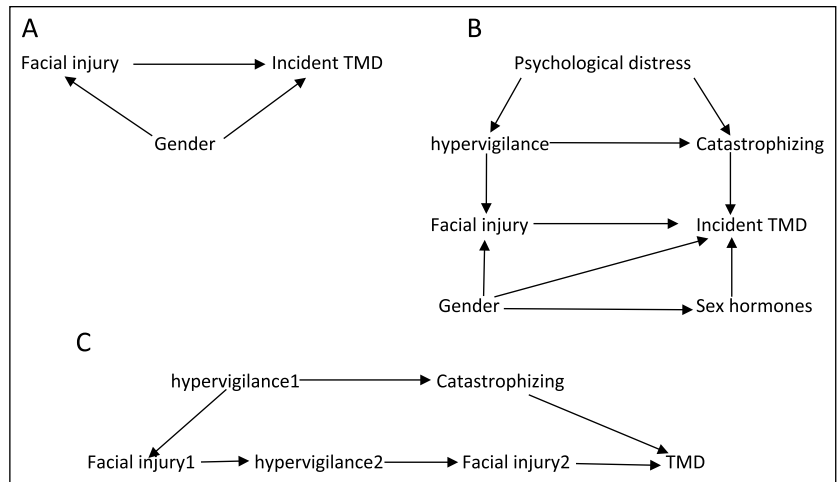 A
Facial injury Incident TMD
Gender
B
Psychological distress
hypervigilance Catastrophizing
Facial injury Incident TMD
Gender Sex hormones
C
hypervigilance1 Catastrophizing
Facial injury1 hypervigilance2 Facial injury2 TMD